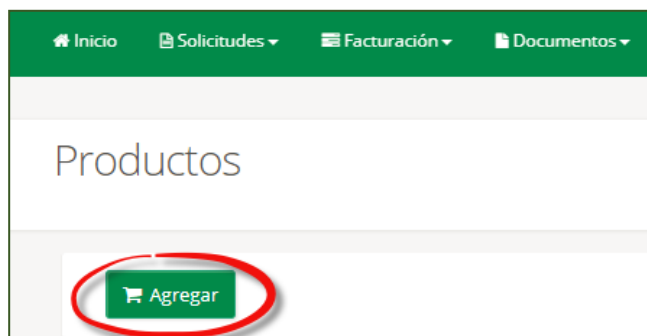 Inicio Solicitudes Facturación Documentos
Productos
Agregar